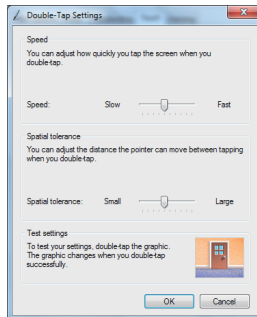 Double-Tap Settings
Speed
You can adjust how quickly you tap the screen when you
double-tap.
Speed: Slow Fast
Spatial tolerance
You can adjust the distance the pointer can move between tapping
when you double-tap.
Spatial tolerance: Small Large
Test settings
To test your settings, double-tap the graphic.
The graphic changes when you double-tap
successfully.
OK Cancel